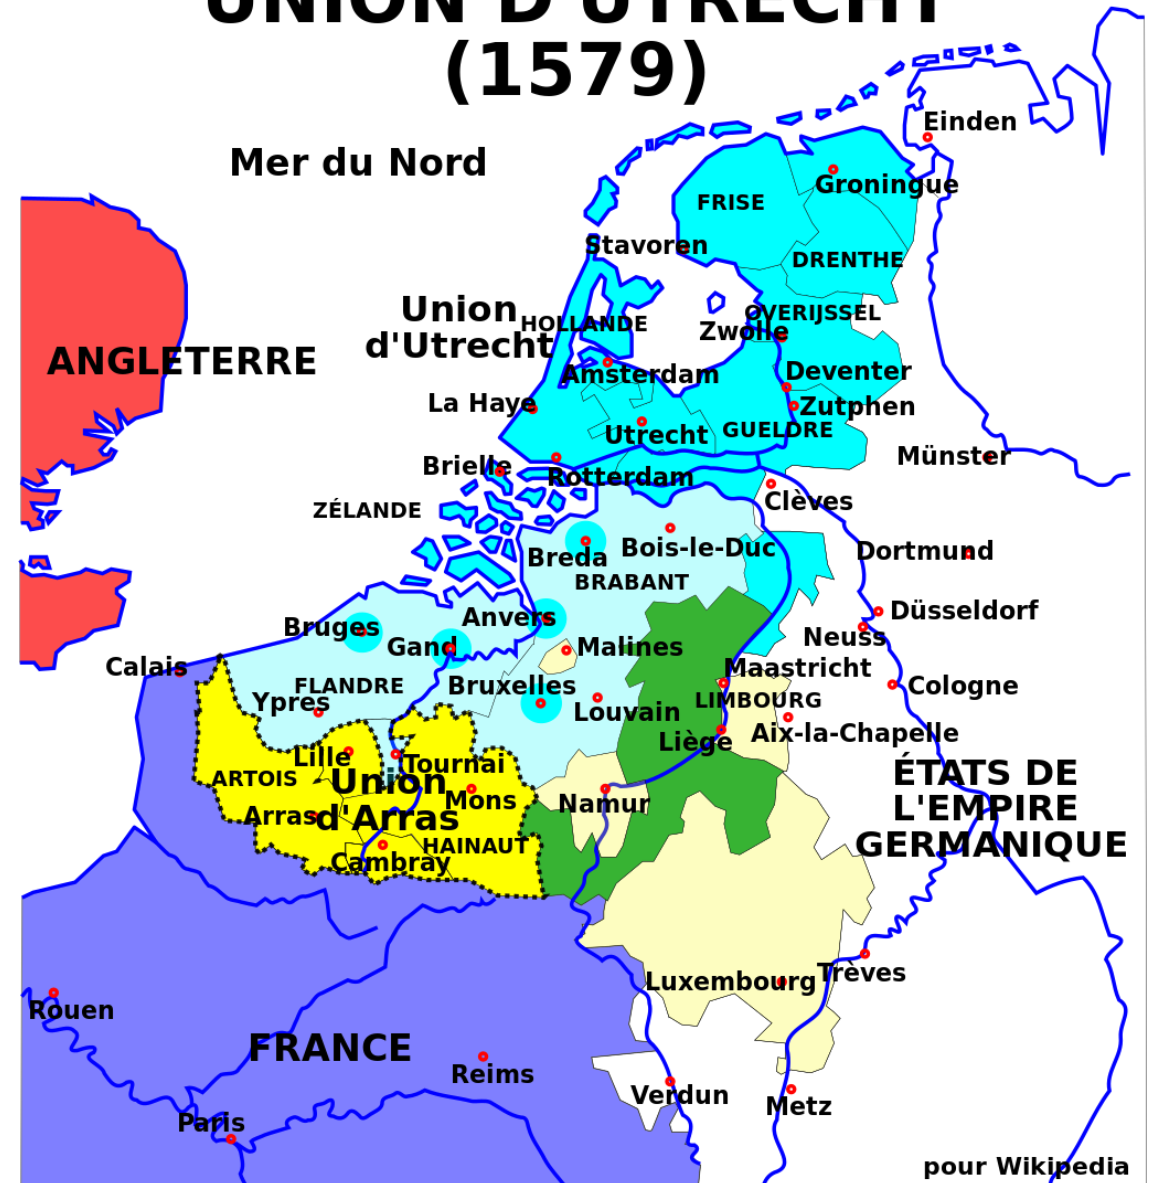 UNION D'UTRECHT
(1579)
Einden
Mer du Nord
Groningue
FRISE
Stavoren
DRENTHE
Union
d'Utrecht
HOLLANDE
OVERIJSSEL
Zwolle
ANGLETERRE
Amsterdam
Deventer
La Haye
Zutphen
Utrecht
GUELDRE
Münster
Brielle
Rotterdam
ZÉLANDE
Clèves
Breda
Bois-le-Duc
Dortmund
BRABANT
Düsseldorf
Bruges
Anvers
Neuss
Gand
Malines
Calais
Maastricht
FLANDRE
Bruxelles
Cologne
Ypres
Louvain
LIMBOURG
Liège
Aix-la-Chapelle
Lille
Tournai
ARTOIS
Union
d'Arras
ÉTATS DE
L'EMPIRE
GERMANIQUE
Mons
Namur
Arras
HAINAUT
Cambray
Luxembourg
Trèves
Rouen
FRANCE
Reims
Verdun
Metz
Paris
pour Wikipedia